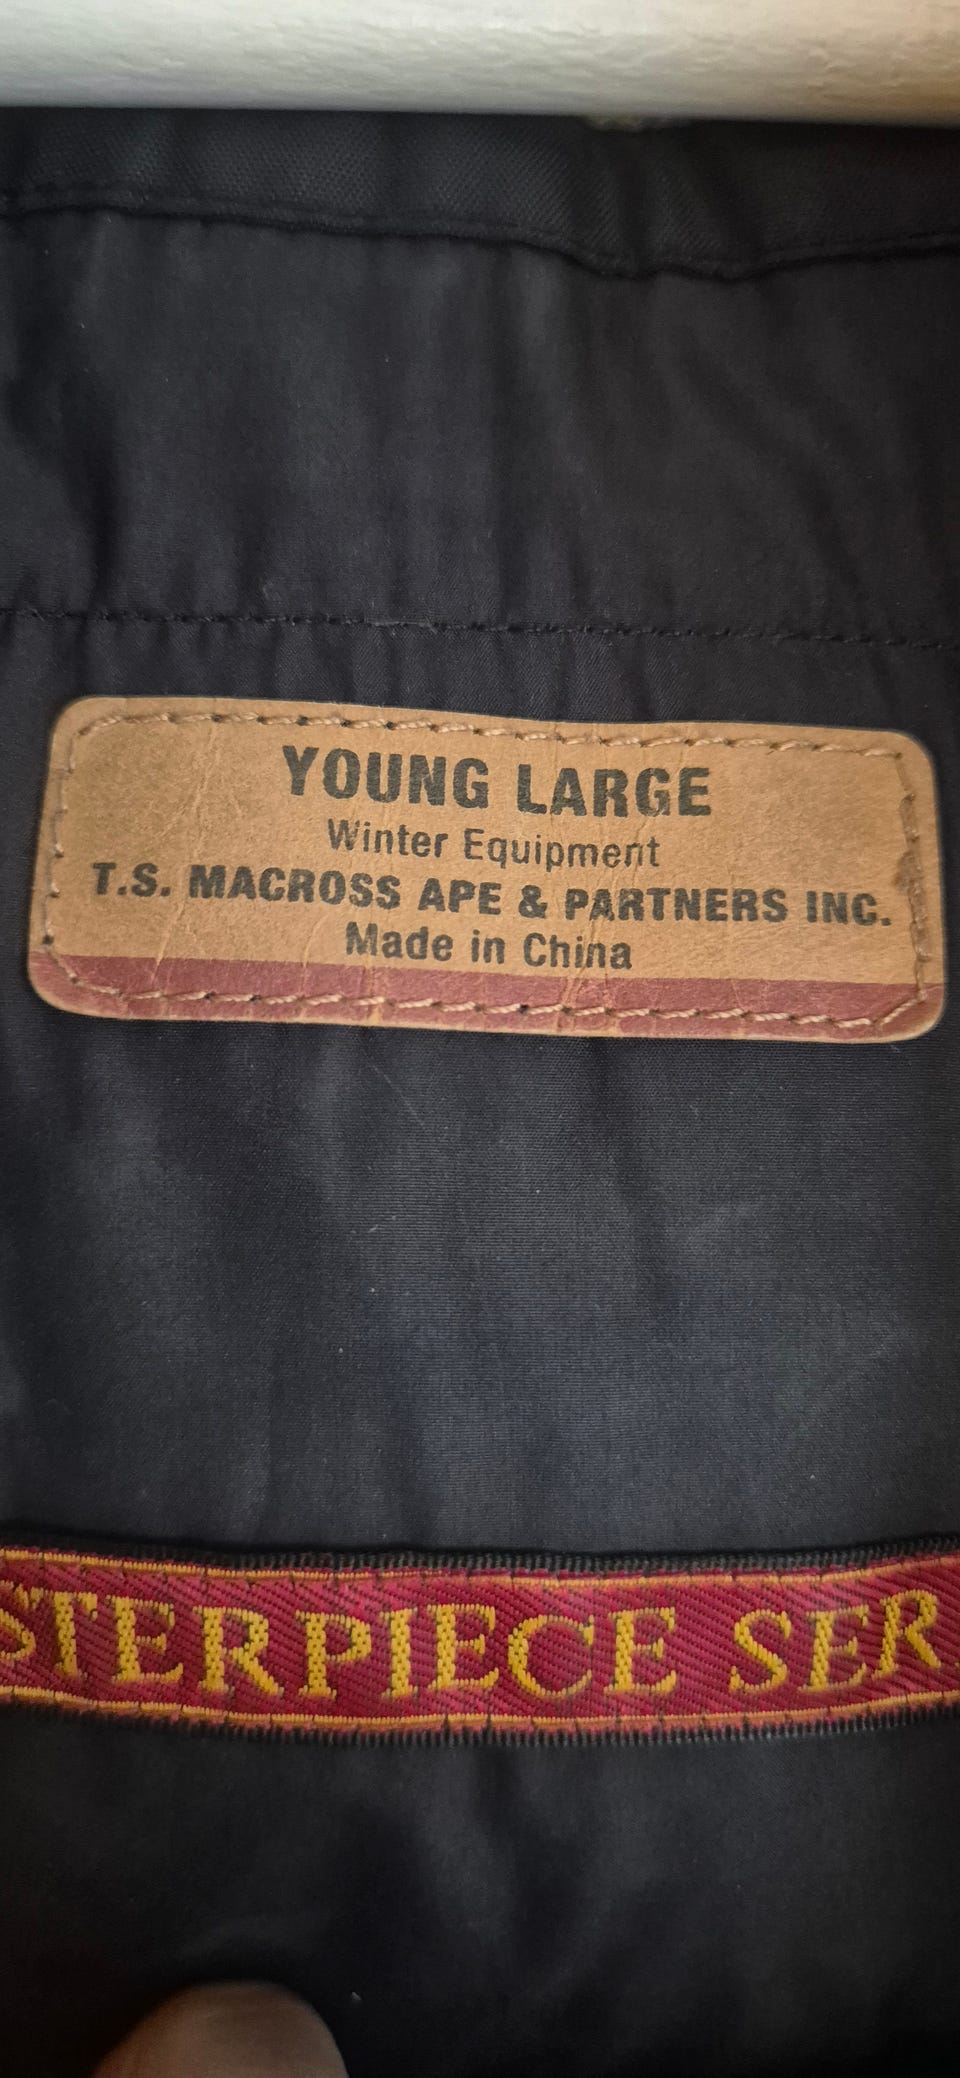 YOUNG LARGE
Winter Equipment
T.S. MACROSS APE & PARTNERS INC.
Made in China
STERPIECE SER